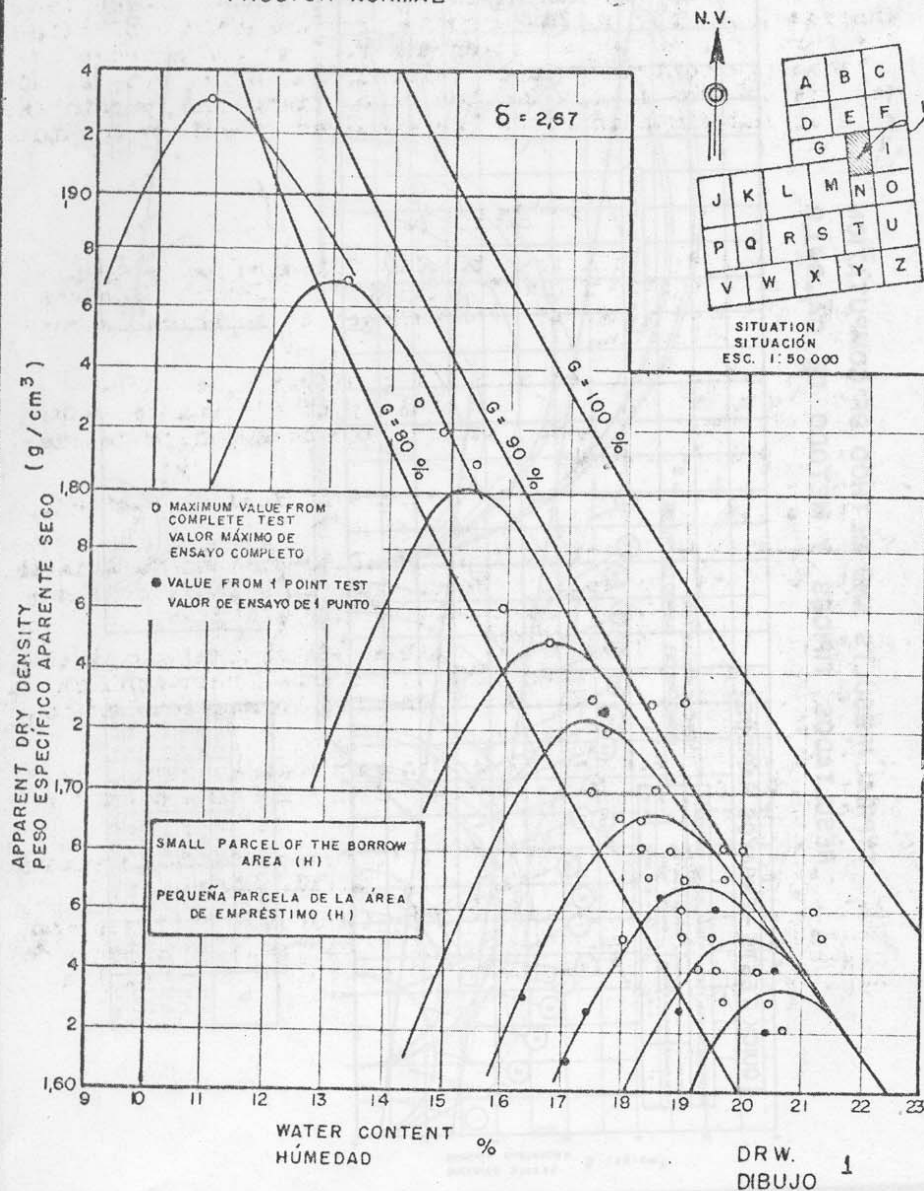 N.V.
A B C
D E F
G I
J K L M N O
P Q R S T U
V W X Y Z
SITUATION.
SITUACIÓN
ESC. 1:50 000
δ = 2,67
G = 80 %
G = 90 %
G = 100 %
APPARENT DRY DENSITY
PESO ESPECÍFICO APARENTE SECO (g/cm³)
4
2
1,90
8
6
4
2
1,80
8
6
4
2
1,70
8
6
4
2
1,60
O MAXIMUM VALUE FROM
COMPLETE TEST
VALOR MÁXIMO DE
ENSAYO COMPLETO
● VALUE FROM 1 POINT TEST
VALOR DE ENSAYO DE 1 PUNTO
SMALL PARCEL OF THE BORROW
AREA (H)
PEQUEÑA PARCELA DE LA ÁREA
DE EMPRÉSTIMO (H)
9 10 11 12 13 14 15 16 17 18 19 20 21 22 23
WATER CONTENT %
HÚMEDAD
DRW. 1
DIBUJO